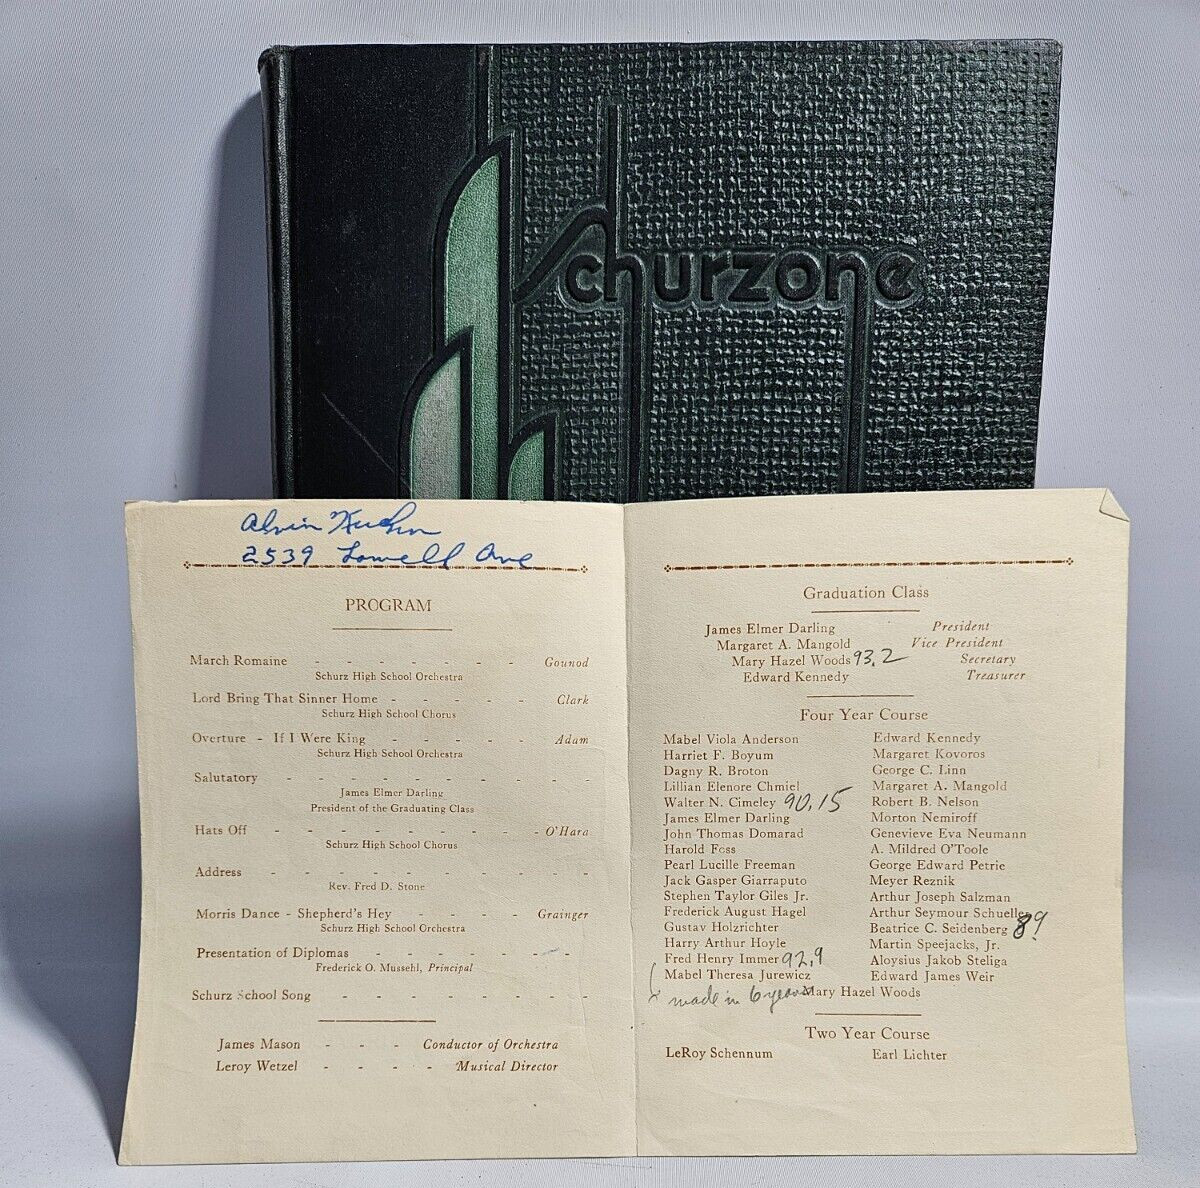 Schurzone
Alvin Kuehn
2539 Lowell Ave
PROGRAM
March Romaine - - - - - - - Gounod
Schurz High School Orchestra
Lord Bring That Sinner Home - - - - - Clark
Schurz High School Chorus
Overture - If I Were King - - - - - Adam
Schurz High School Orchestra
Salutatory - - - - - - - - - - -
James Elmer Darling
President of the Graduating Class
Hats Off - - - - - - - - - - O'Hara
Schurz High School Chorus
Address - - - - - - - - - - - -
Rev. Fred D. Stone
Morris Dance - Shepherd's Hey - - - - Grainger
Schurz High School Orchestra
Presentation of Diplomas - - - - - - -
Frederick O. Mussehl, Principal
Schurz School Song - - - - - - - - -
James Mason - - - Conductor of Orchestra
Leroy Wetzel - - - - Musical Director
Graduation Class
James Elmer Darling President
Margaret A. Mangold Vice President
Mary Hazel Woods 93.2 Secretary
Edward Kennedy Treasurer
Four Year Course
Mabel Viola Anderson Edward Kennedy
Harriet F. Boyum Margaret Kovoros
Dagny R. Broton George C. Linn
Lillian Elenore Chmiel Margaret A. Mangold
Walter N. Cimeley 90.15 Robert B. Nelson
James Elmer Darling Morton Nemiroff
John Thomas Domarad Genevieve Eva Neumann
Harold Foss A. Mildred O'Toole
Pearl Lucille Freeman George Edward Petrie
Jack Gasper Giarraputo Meyer Reznik
Stephen Taylor Giles Jr. Arthur Joseph Salzman
Frederick August Hagel Arthur Seymour Schueller
Gustav Holzrichter Beatrice C. Seidenberg 89
Harry Arthur Hoyle Martin Speejacks, Jr.
Fred Henry Immer 92.9 Aloysius Jakob Steliga
Mabel Theresa Jurewicz Edward James Weir
made in 6 years Mary Hazel Woods
Two Year Course
LeRoy Schennum Earl Lichter